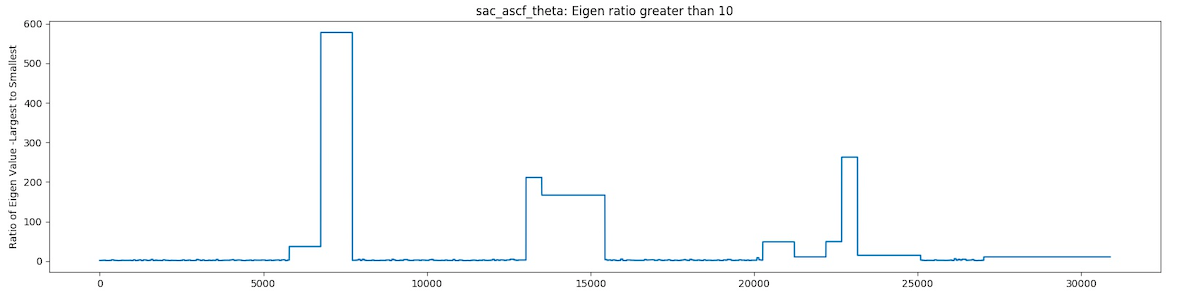 sac_ascf_theta: Eigen ratio greater than 10
Ratio of Eigen Value -Largest to Smallest
600
500
400
300
200
100
0
0 5000 10000 15000 20000 25000 30000